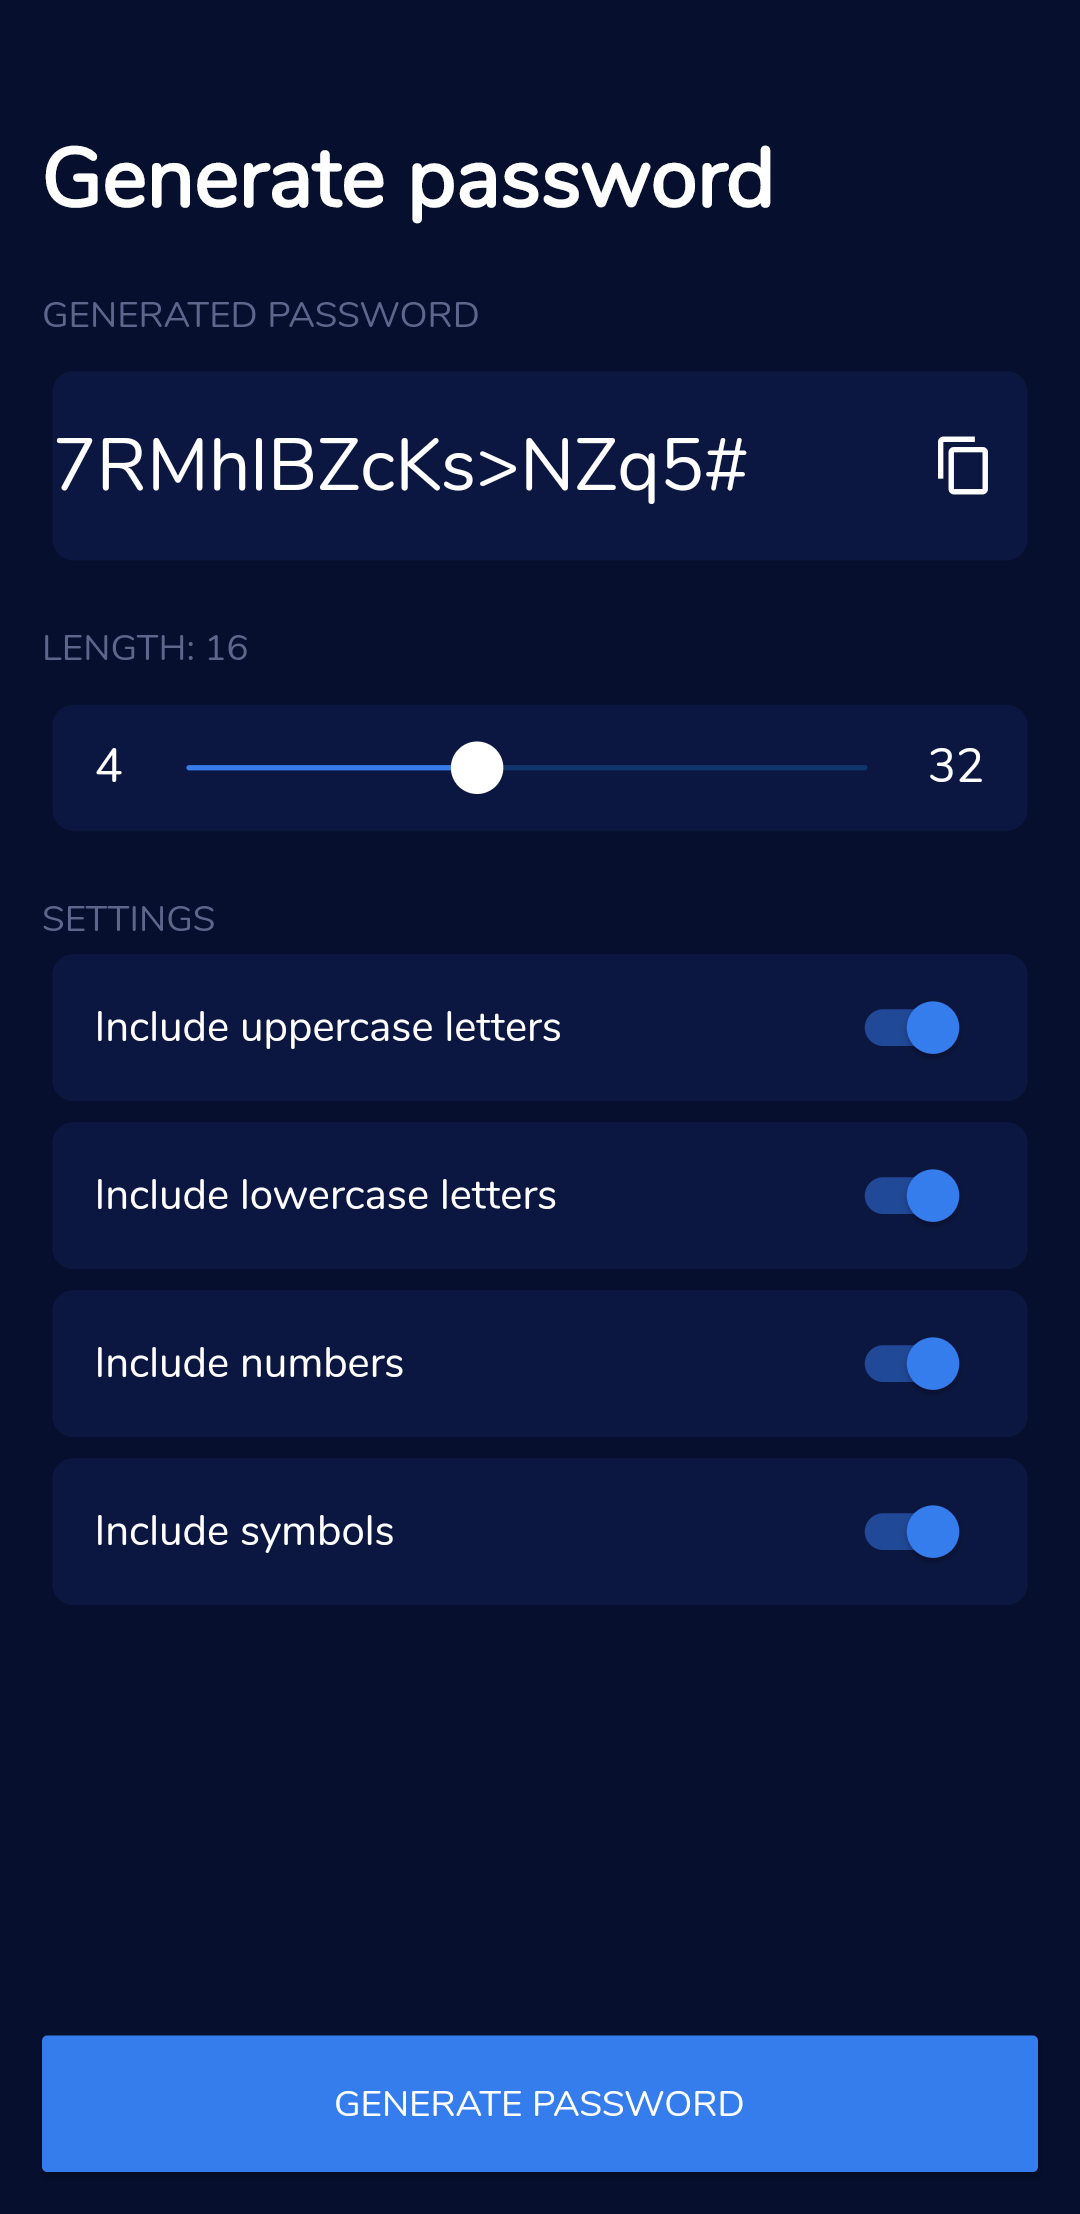 Generate password
GENERATED PASSWORD
7RMhIBZcKs>NZq5#
LENGTH: 16
4 32
SETTINGS
Include uppercase letters
Include lowercase letters
Include numbers
Include symbols
GENERATE PASSWORD